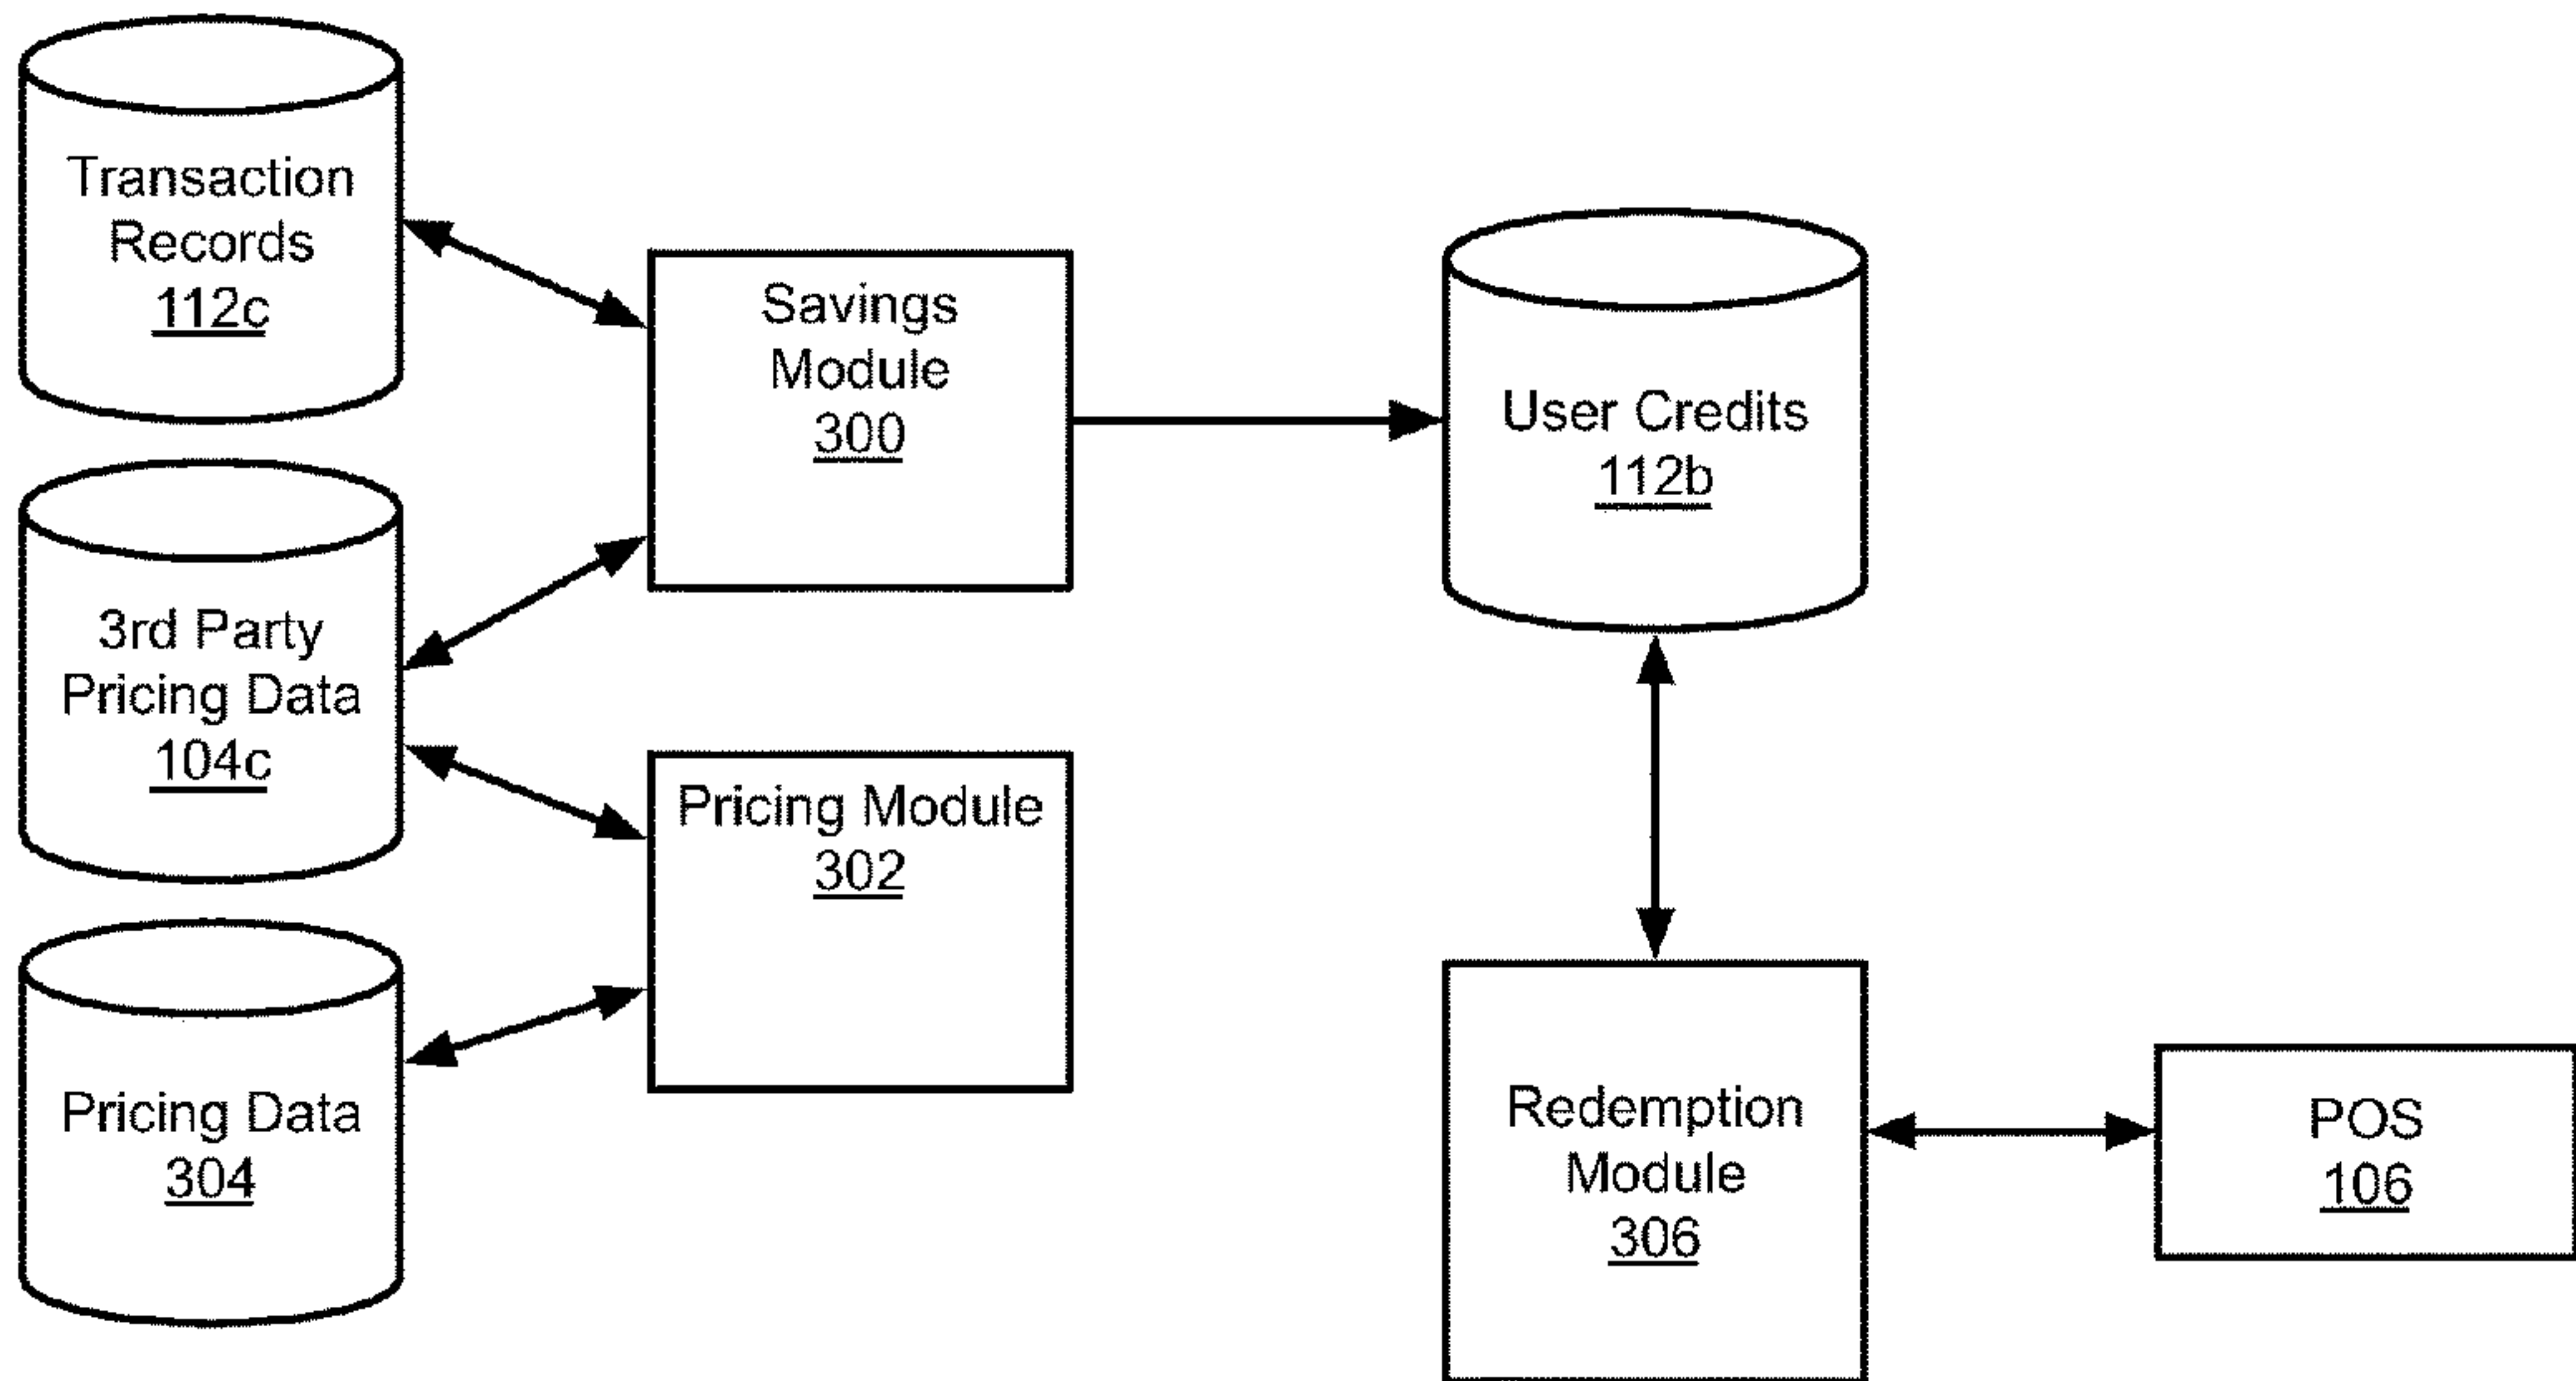 Transaction
Records
112c
Savings
Module
300
User Credits
112b
3rd Party
Pricing Data
104c
Pricing Module
302
Pricing Data
304
Redemption
Module
306
POS
106